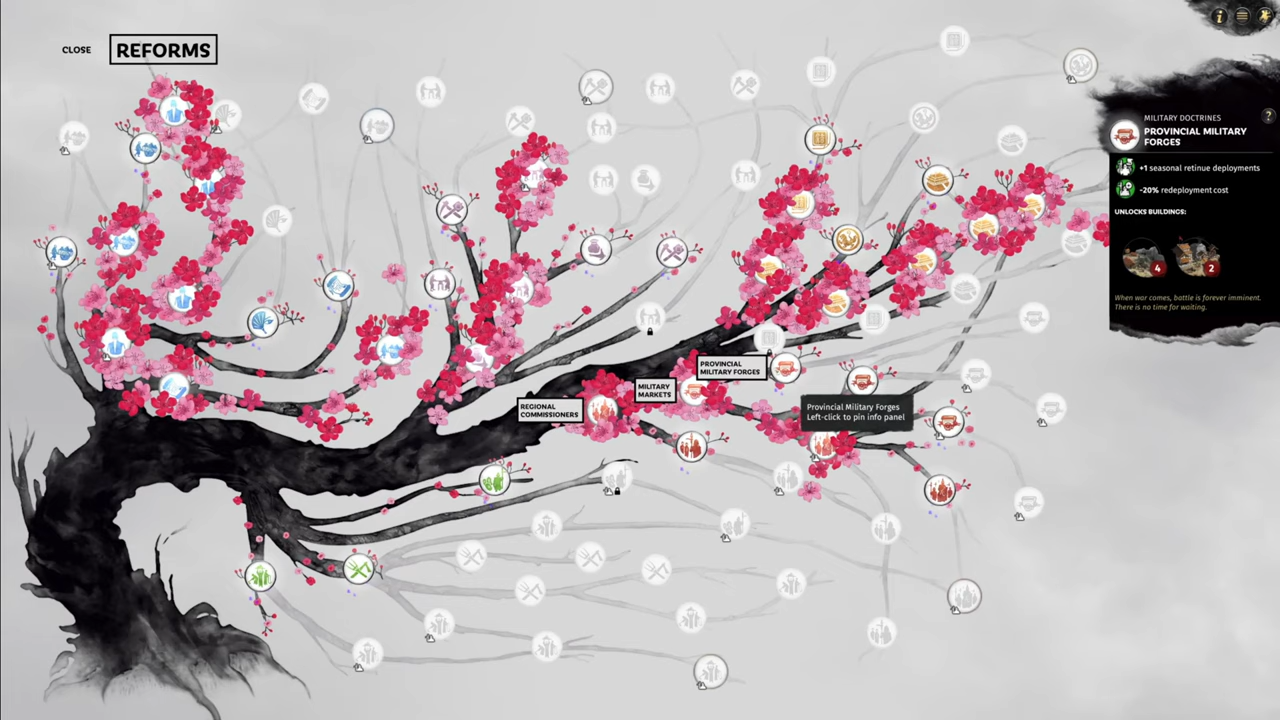 CLOSE
REFORMS
MILITARY DOCTRINES
?
PROVINCIAL MILITARY
FORGES
+1 seasonal retinue deployments
-20% redeployment cost
UNLOCKS BUILDINGS:
4
2
When war comes, battle is forever imminent.
There is no time for waiting.
PROVINCIAL
MILITARY FORGES
MILITARY
MARKETS
REGIONAL
COMMISSIONERS
Provincial Military Forges
Left-click to pin info panel